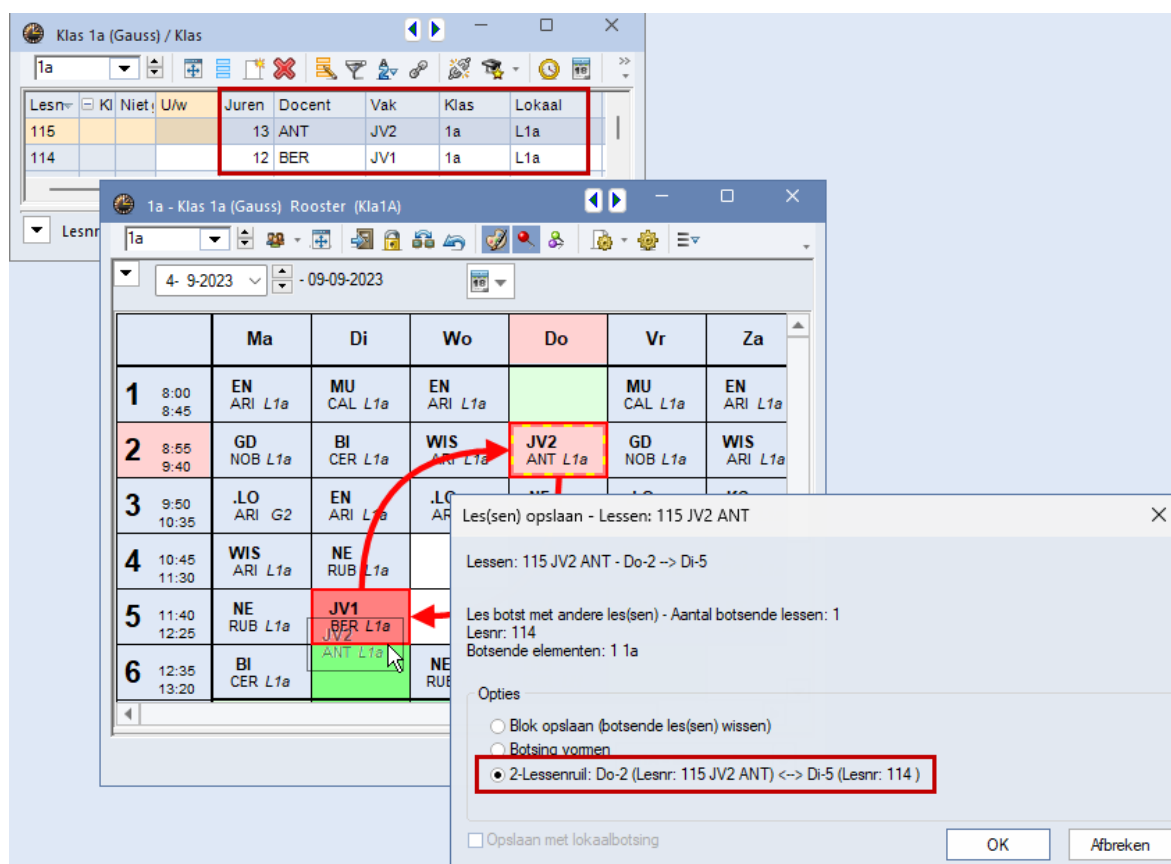 Klas 1a (Gauss) / Klas
1a
Lesn Kl Niet U/w Juren Docent Vak Klas Lokaal
115 13 ANT JV2 1a L1a
114 12 BER JV1 1a L1a
Lesnr
1a - Klas 1a (Gauss) Rooster (Kla1A)
1a
4- 9-2023 - 09-09-2023
Ma Di Wo Do Vr Za
1 8:00 EN MU EN MU EN
8:45 ARI L1a CAL L1a ARI L1a CAL L1a ARI L1a
2 8:55 GD BI WIS JV2 GD WIS
9:40 NOB L1a CER L1a ARI L1a ANT L1a NOB L1a ARI L1a
3 9:50 .LO EN .LO
10:35 ARI G2 ARI L1a AR
4 10:45 WIS NE
11:30 ARI L1a RUB L1a
5 11:40 NE JV1
12:25 RUB L1a BER L1a
JV2
ANT L1a
6 12:35 BI NE
13:20 CER L1a RUB
Les(sen) opslaan - Lessen: 115 JV2 ANT
Lessen: 115 JV2 ANT - Do-2 --> Di-5
Les botst met andere les(sen) - Aantal botsende lessen: 1
Lesnr: 114
Botsende elementen: 1 1a
Opties
Blok opslaan (botsende les(sen) wissen)
Botsing vormen
2-Lessenruil: Do-2 (Lesnr: 115 JV2 ANT) <--> Di-5 (Lesnr: 114 )
Opslaan met lokaalbotsing
OK Afbreken